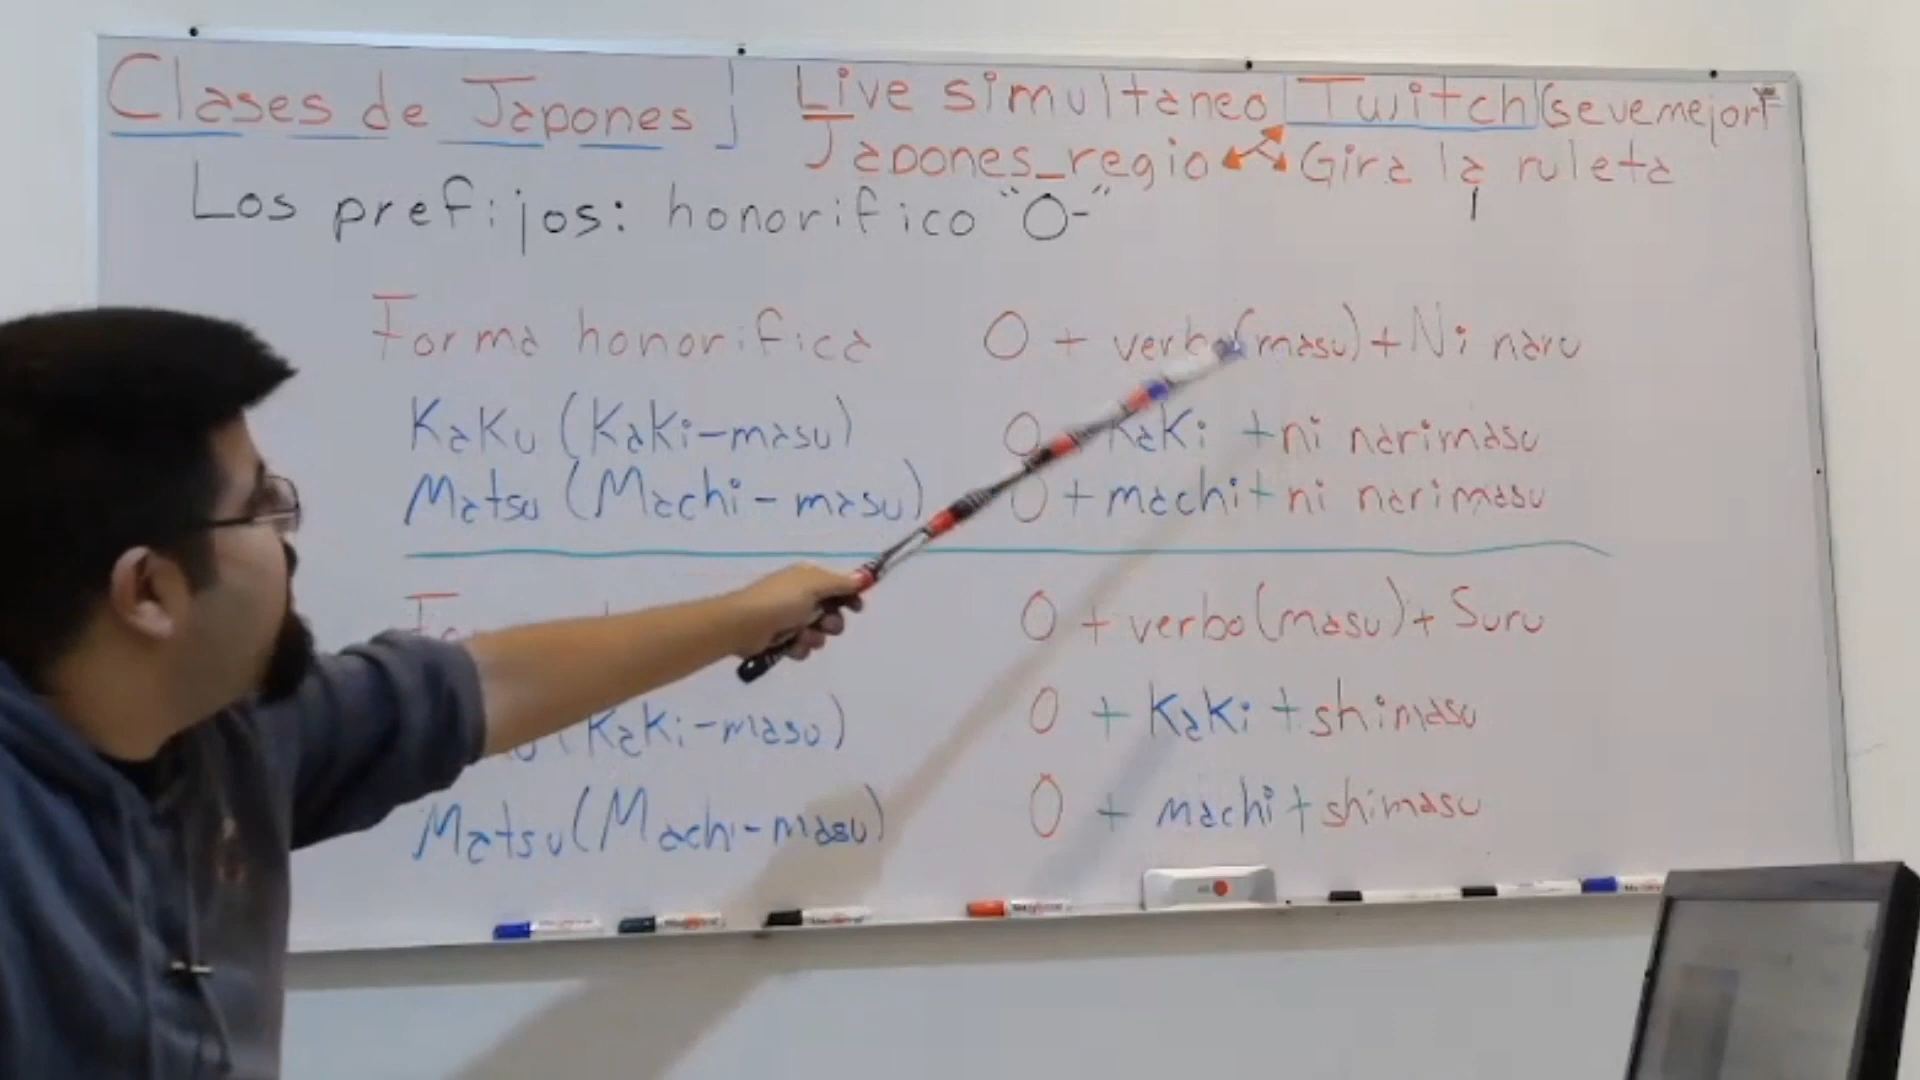 Clases de Japones
Live simultaneo Twitch (se ve mejor
Japones_regio Gira la ruleta
Los prefijos: honorifico "O-"
Forma honorifica O + verbo(masu)+Ni naru
Kaku (Kaki-masu) O + Kaki +ni narimasu
Matsu (Machi-masu) O + machi + ni narimasu
O + verbo(masu)+ Suru
(Kaki-masu) O + Kaki + shimasu
Matsu (Machi-masu) O + machi + shimasu